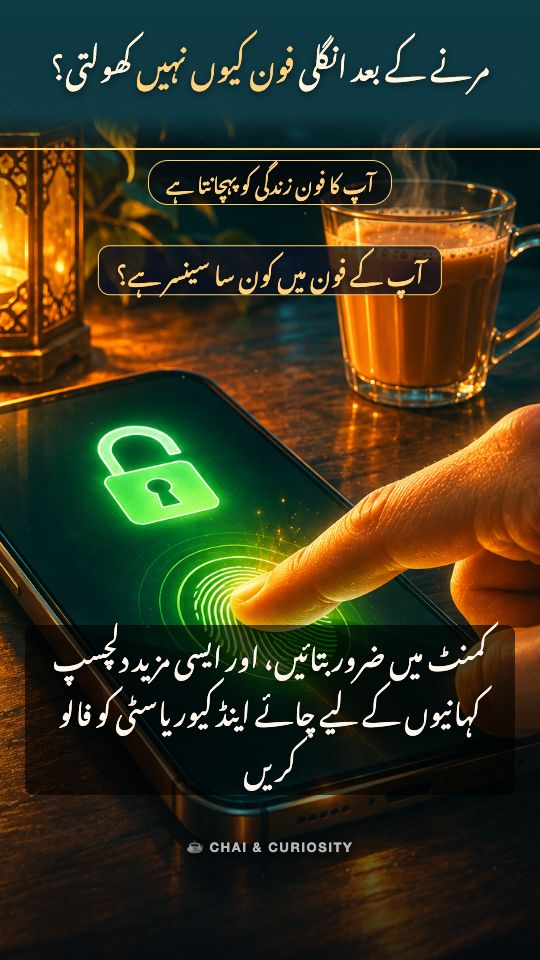 مرنے کے بعد انگلی فون کیوں نہیں کھولتی؟
آپ کا فون زندگی کو پہچانتا ہے
آپ کے فون میں کون سا سینسر ہے؟
کمنٹ میں ضرور بتائیں، اور ایسی مزید دلچسپ
کہانیوں کے لیے چائے اینڈ کیوریاسٹی کو فالو
کریں
CHAI & CURIOSITY